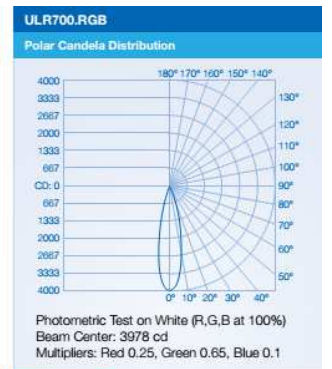 ULR700.RGB
Polar Candela Distribution
180° 170° 160° 150° 140°
4000
3333
2667
2000
1333
667
CD: 0
667
1333
2000
2667
3333
4000
130°
120°
110°
100°
90°
80°
70°
60°
50°
0° 10° 20° 30° 40°
Photometric Test on White (R,G,B at 100%)
Beam Center: 3978 cd
Multipliers: Red 0.25, Green 0.65, Blue 0.1